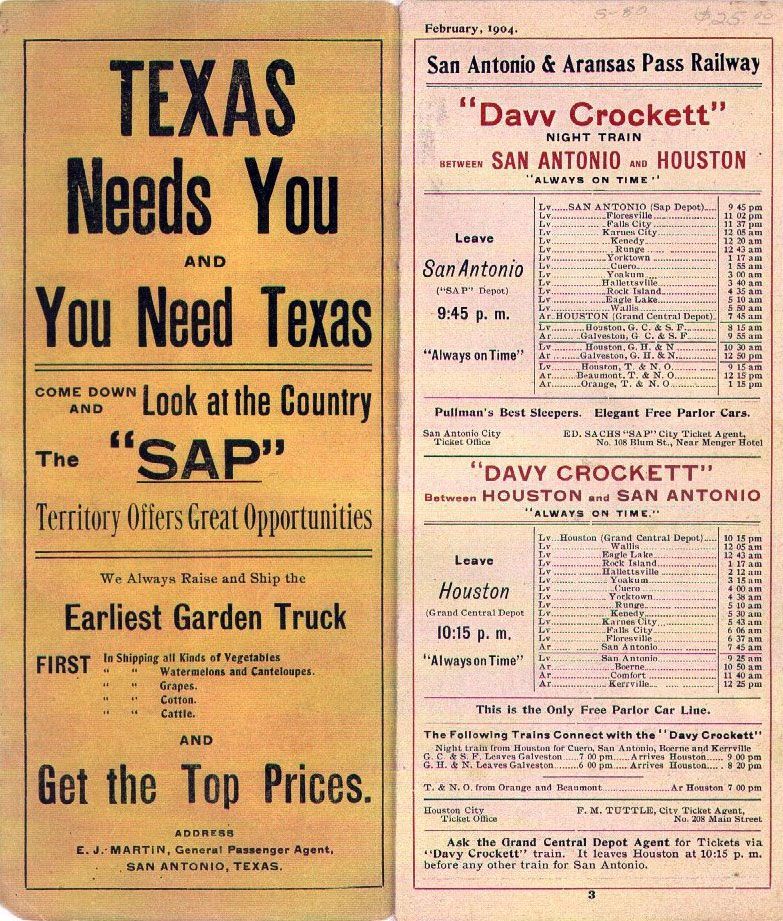 TEXAS
Needs You
AND
You Need Texas
COME DOWN AND Look at the Country
The "SAP"
Territory Offers Great Opportunities
We Always Raise and Ship the
Earliest Garden Truck
FIRST In Shipping all Kinds of Vegetables
" " Watermelons and Canteloupes.
" " Grapes.
" " Cotton.
" " Cattle.
AND
Get the Top Prices.
ADDRESS
E. J. MARTIN, General Passenger Agent,
SAN ANTONIO, TEXAS.
$25.00
February, 1904.
San Antonio & Aransas Pass Railway
"Davy Crockett"
NIGHT TRAIN
BETWEEN SAN ANTONIO AND HOUSTON
"ALWAYS ON TIME"
Leave
San Antonio
("SAP" Depot)
9:45 p. m.
"Always on Time"
Lv.....SAN ANTONIO (Sap Depot).... 9 45 pm
Lv..........Floresville.......... 11 02 pm
Lv..........Falls City.......... 11 37 pm
Lv..........Karnes City.......... 12 05 am
Lv..........Kenedy.......... 12 20 am
Lv..........Runge.......... 12 43 am
Lv..........Yorktown.......... 1 17 am
Lv..........Cuero.......... 1 55 am
Lv..........Yoakum.......... 3 00 am
Lv..........Hallettsville.......... 3 40 am
Lv..........Rock Island.......... 4 35 am
Lv..........Eagle Lake.......... 5 10 am
Lv..........Wallis.......... 5 50 am
Ar. HOUSTON (Grand Central Depot). 7 45 am
Lv..........Houston, G. C. & S. F.......... 8 15 am
Ar..........Galveston, G. C. & S. F.......... 9 55 am
Lv..........Houston, G. H. & N.......... 10 30 am
Ar..........Galveston, G. H. & N.......... 12 50 pm
Lv..........Houston, T. & N. O.......... 9 15 am
Ar..........Beaumont, T. & N. O.......... 12 15 pm
Ar..........Orange, T. & N. O.......... 1 15 pm
Pullman's Best Sleepers. Elegant Free Parlor Cars.
San Antonio City Ticket Office
ED. SACHS "SAP" City Ticket Agent,
No. 108 Blum St., Near Menger Hotel
"DAVY CROCKETT"
Between HOUSTON and SAN ANTONIO
"ALWAYS ON TIME."
Leave
Houston
(Grand Central Depot
10:15 p. m.
"Always on Time"
Lv...Houston (Grand Central Depot)..... 10 15 pm
Lv..........Wallis.......... 12 05 am
Lv..........Eagle Lake.......... 12 43 am
Lv..........Rock Island.......... 1 17 am
Lv..........Hallettsville.......... 2 12 am
Lv..........Yoakum.......... 3 15 am
Lv..........Cuero.......... 4 00 am
Lv..........Yorktown.......... 4 38 am
Lv..........Runge.......... 5 10 am
Lv..........Kenedy.......... 5 30 am
Lv..........Karnes City.......... 5 43 am
Lv..........Falls City.......... 6 06 am
Lv..........Floresville.......... 6 37 am
Ar..........San Antonio.......... 7 45 am
Lv..........San Antonio.......... 9 25 am
Ar..........Boerne.......... 10 50 am
Ar..........Comfort.......... 11 40 am
Ar..........Kerrville.......... 12 25 pm
This is the Only Free Parlor Car Line.
The Following Trains Connect with the "Davy Crockett"
Night train from Houston for Cuero, San Antonio, Boerne and Kerrville
G. C. & S. F. Leaves Galveston .....7 00 pm.....Arrives Houston.... 9 00 pm
G. H. & N. Leaves Galveston..........6 00 pm.....Arrives Houston.... 8 20 pm
T. & N. O. from Orange and Beaumont....................Ar Houston 7 00 pm
Houston City Ticket Office
F. M. TUTTLE, City Ticket Agent,
No. 208 Main Street
Ask the Grand Central Depot Agent for Tickets via
"Davy Crockett" train. It leaves Houston at 10:15 p. m.
before any other train for San Antonio.
3